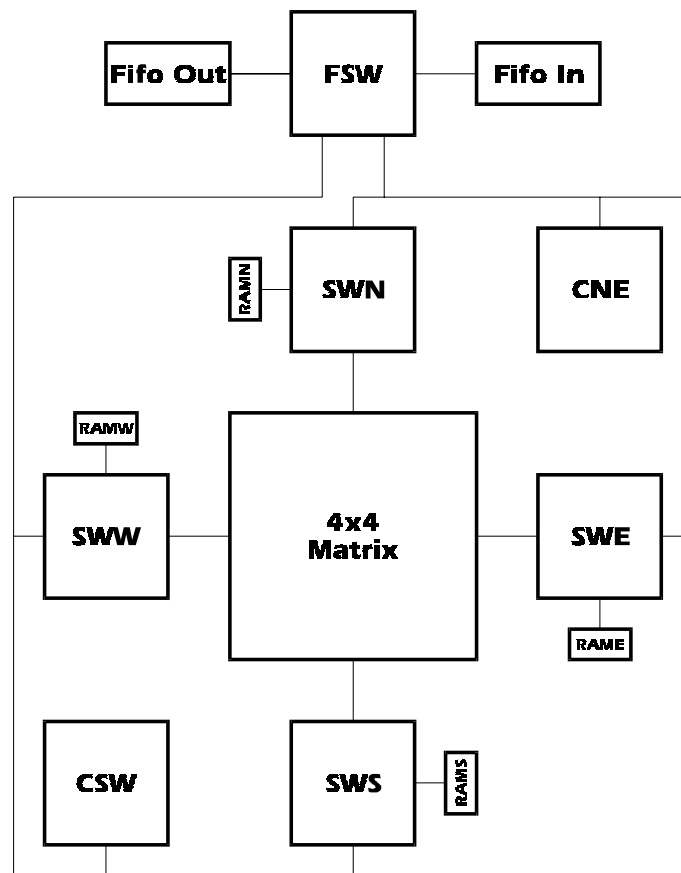 Fifo Out
FSW
Fifo In
RAMN
SWN
CNE
RAMW
SWW
4x4
Matrix
SWE
RAME
CSW
SWS
RAMS